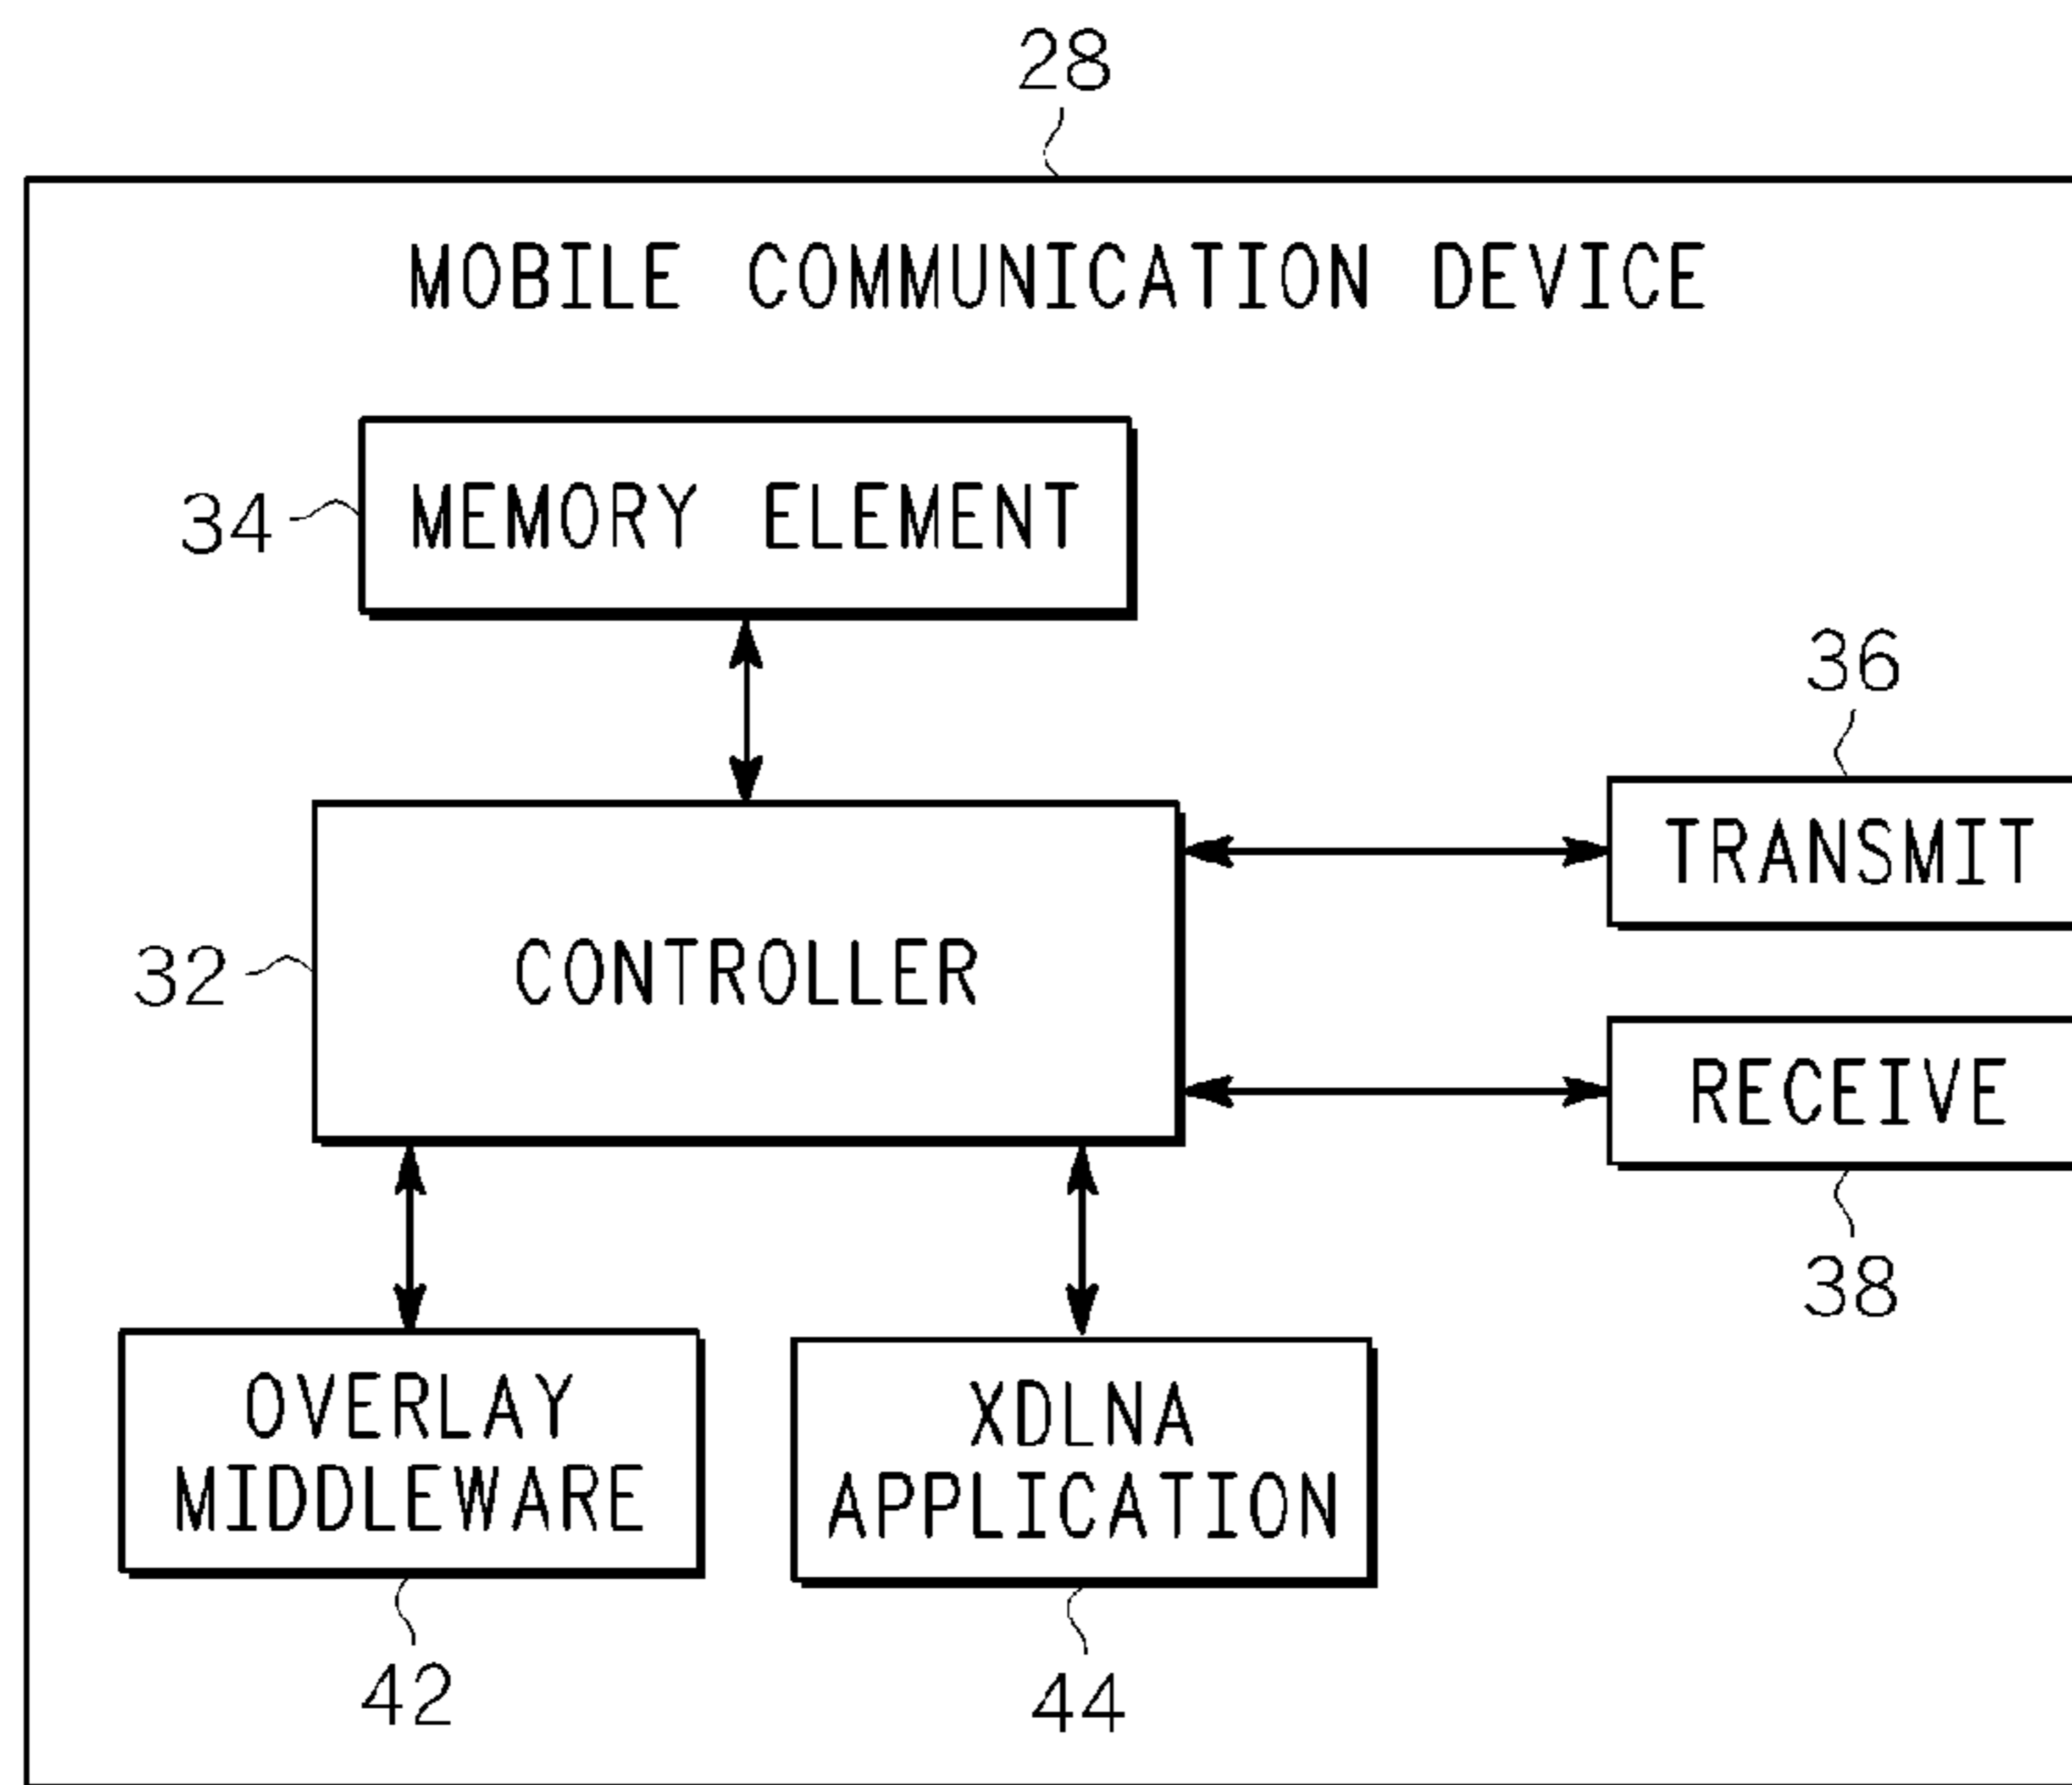 28
MOBILE COMMUNICATION DEVICE
34
MEMORY ELEMENT
36
TRANSMIT
32
CONTROLLER
RECEIVE
38
OVERLAY
MIDDLEWARE
XDLNA
APPLICATION
42
44